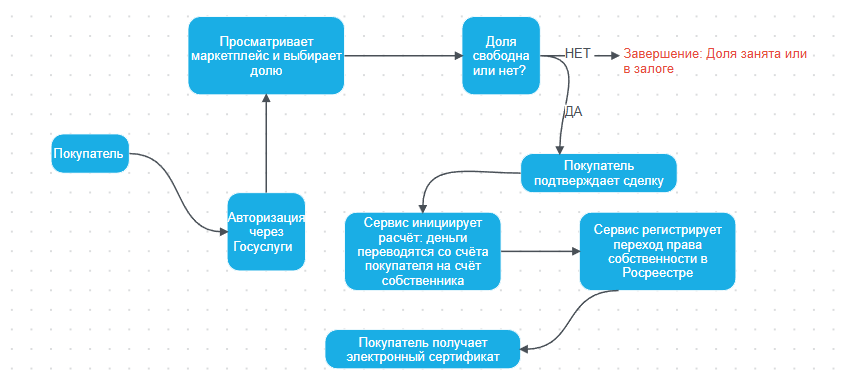 Покупатель
Авторизация
через
Госуслуги
Просматривает
маркетплейс и выбирает
долю
Доля
свободна
или нет?
НЕТ
Завершение: Доля занята или
в залоге
ДА
Покупатель
подтверждает сделку
Сервис инициирует
расчёт: деньги
переводятся со счёта
покупателя на счёт
собственника
Сервис регистрирует
переход права
собственности в
Росреестре
Покупатель получает
электронный сертификат